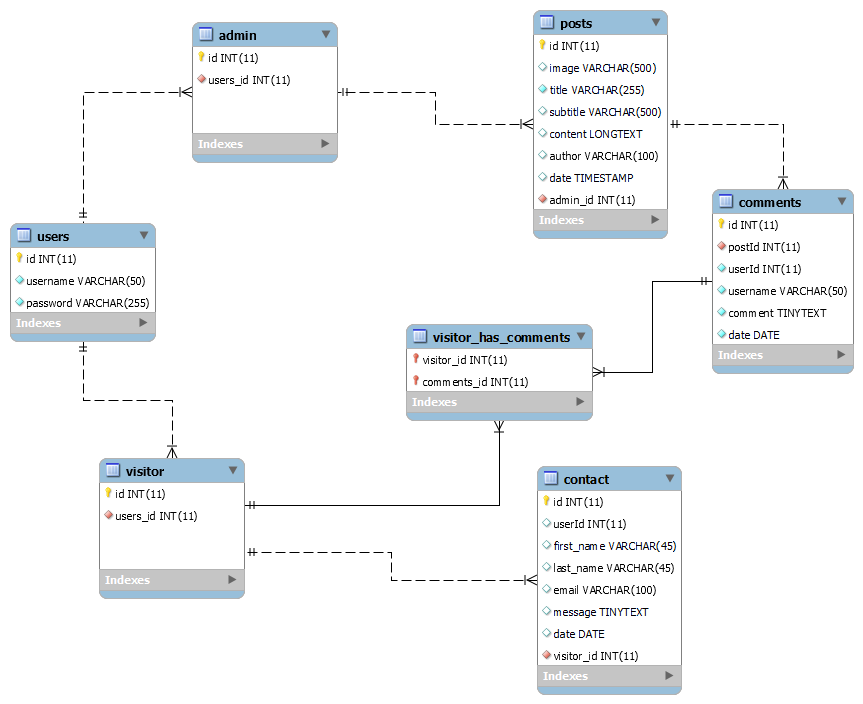 admin
id INT(11)
users_id INT(11)
Indexes
posts
id INT(11)
image VARCHAR(500)
title VARCHAR(255)
subtitle VARCHAR(500)
content LONGTEXT
author VARCHAR(100)
date TIMESTAMP
admin_id INT(11)
Indexes
users
id INT(11)
username VARCHAR(50)
password VARCHAR(255)
Indexes
comments
id INT(11)
postId INT(11)
userId INT(11)
username VARCHAR(50)
comment TINYTEXT
date DATE
Indexes
visitor_has_comments
visitor_id INT(11)
comments_id INT(11)
Indexes
visitor
id INT(11)
users_id INT(11)
Indexes
contact
id INT(11)
userId INT(11)
first_name VARCHAR(45)
last_name VARCHAR(45)
email VARCHAR(100)
message TINYTEXT
date DATE
visitor_id INT(11)
Indexes